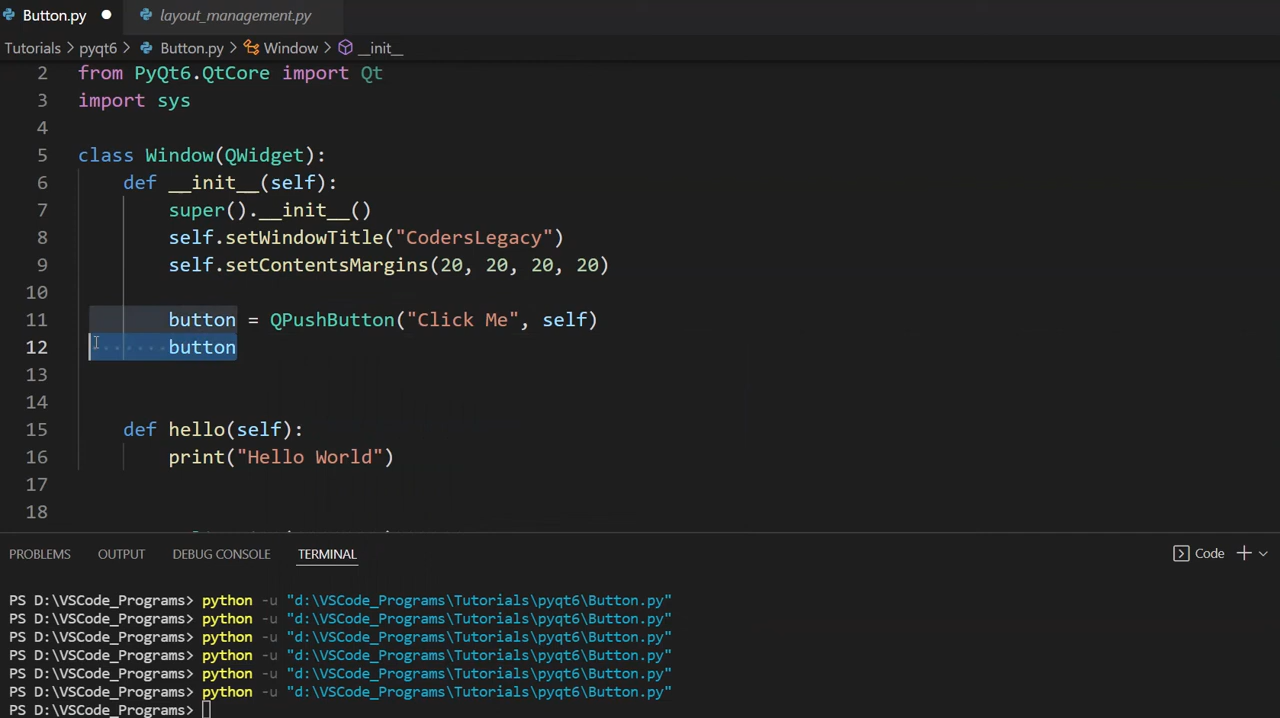 Button.py
layout_management.py
Tutorials > pyqt6 > Button.py > Window > __init__
2 from PyQt6.QtCore import Qt
3 import sys
4
5 class Window(QWidget):
6 def __init__(self):
7 super().__init__()
8 self.setWindowTitle("CodersLegacy")
9 self.setContentsMargins(20, 20, 20, 20)
10
11 button = QPushButton("Click Me", self)
12 button
13
14
15 def hello(self):
16 print("Hello World")
17
18
PROBLEMS OUTPUT DEBUG CONSOLE TERMINAL Code
PS D:\VSCode_Programs> python -u "d:\VSCode_Programs\Tutorials\pyqt6\Button.py"
PS D:\VSCode_Programs> python -u "d:\VSCode_Programs\Tutorials\pyqt6\Button.py"
PS D:\VSCode_Programs> python -u "d:\VSCode_Programs\Tutorials\pyqt6\Button.py"
PS D:\VSCode_Programs> python -u "d:\VSCode_Programs\Tutorials\pyqt6\Button.py"
PS D:\VSCode_Programs> python -u "d:\VSCode_Programs\Tutorials\pyqt6\Button.py"
PS D:\VSCode_Programs> python -u "d:\VSCode_Programs\Tutorials\pyqt6\Button.py"
PS D:\VSCode_Programs>